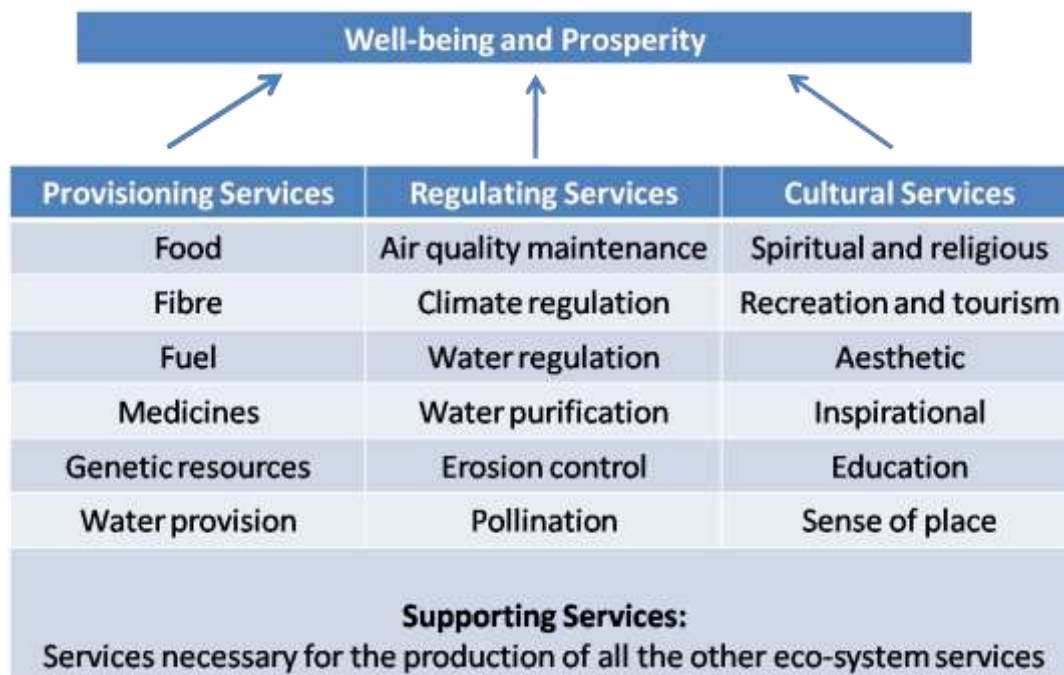 Well-being and Prosperity
Provisioning Services Regulating Services Cultural Services
Food Air quality maintenance Spiritual and religious
Fibre Climate regulation Recreation and tourism
Fuel Water regulation Aesthetic
Medicines Water purification Inspirational
Genetic resources Erosion control Education
Water provision Pollination Sense of place
Supporting Services:
Services necessary for the production of all the other eco-system services